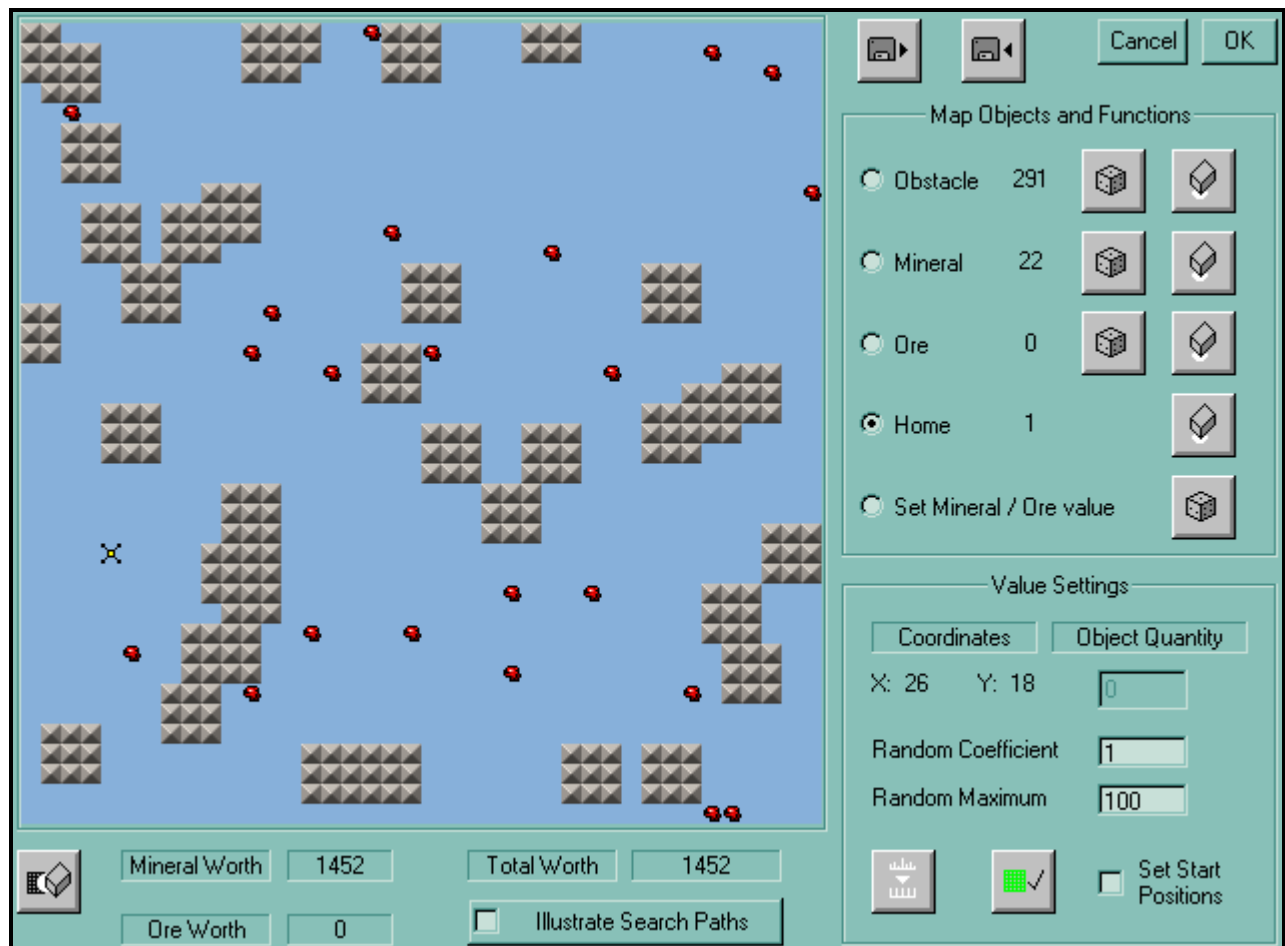 Cancel OK
Map Objects and Functions
Obstacle 291
Mineral 22
Ore 0
Home 1
Set Mineral / Ore value
Value Settings
Coordinates Object Quantity
X: 26 Y: 18 0
Random Coefficient 1
Random Maximum 100
Set Start
Positions
Mineral Worth 1452 Total Worth 1452
Ore Worth 0 Illustrate Search Paths